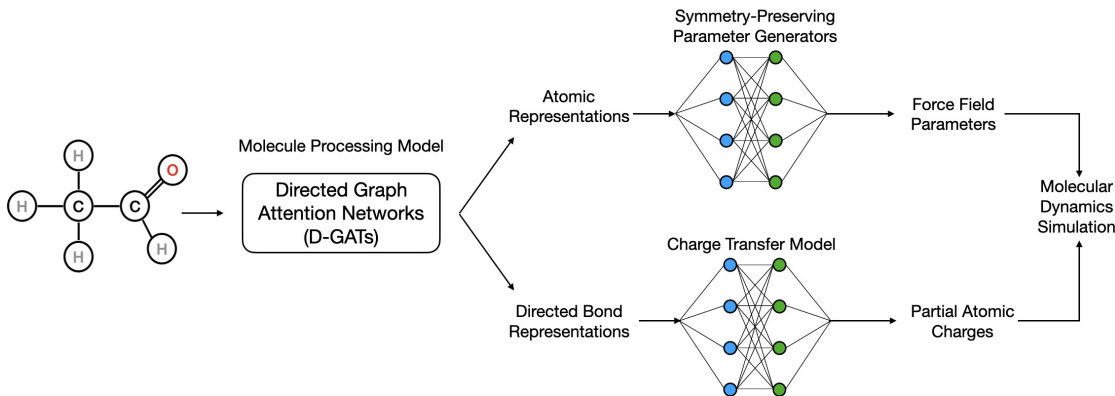 H
H
C
C
O
H
H
Molecule Processing Model
Directed Graph
Attention Networks
(D-GATs)
Atomic
Representations
Symmetry-Preserving
Parameter Generators
Force Field
Parameters
Directed Bond
Representations
Charge Transfer Model
Partial Atomic
Charges
Molecular
Dynamics
Simulation